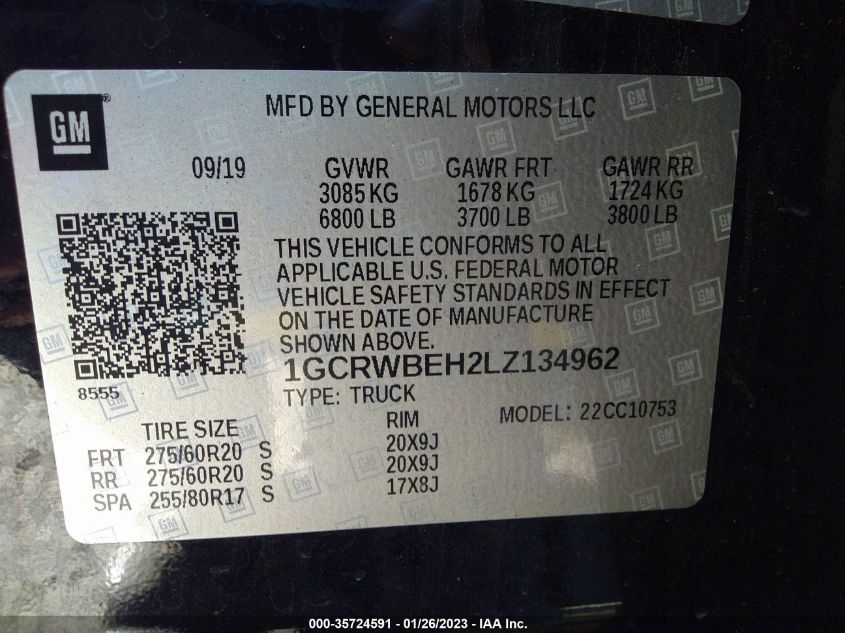 GM
MFD BY GENERAL MOTORS LLC
09/19 GVWR GAWR FRT GAWR RR
3085 KG 1678 KG 1724 KG
6800 LB 3700 LB 3800 LB
THIS VEHICLE CONFORMS TO ALL
APPLICABLE U.S. FEDERAL MOTOR
VEHICLE SAFETY STANDARDS IN EFFECT
ON THE DATE OF MANUFACTURE
SHOWN ABOVE.
8555
1GCRWBEH2LZ134962
TYPE: TRUCK
MODEL: 22CC10753
TIRE SIZE RIM
FRT 275/60R20 S 20X9J
RR 275/60R20 S 20X9J
SPA 255/80R17 S 17X8J
000-35724591 / 01/26/2023 - IAA Inc.